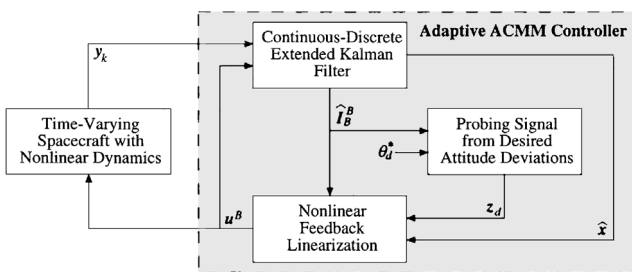 Adaptive ACMM Controller
Continuous-Discrete
Extended Kalman
Filter
y_k
Î_B^B
Time-Varying
Spacecraft with
Nonlinear Dynamics
Probing Signal
from Desired
Attitude Deviations
θ_d^*
z_d
u^B
Nonlinear
Feedback
Linearization
x̂